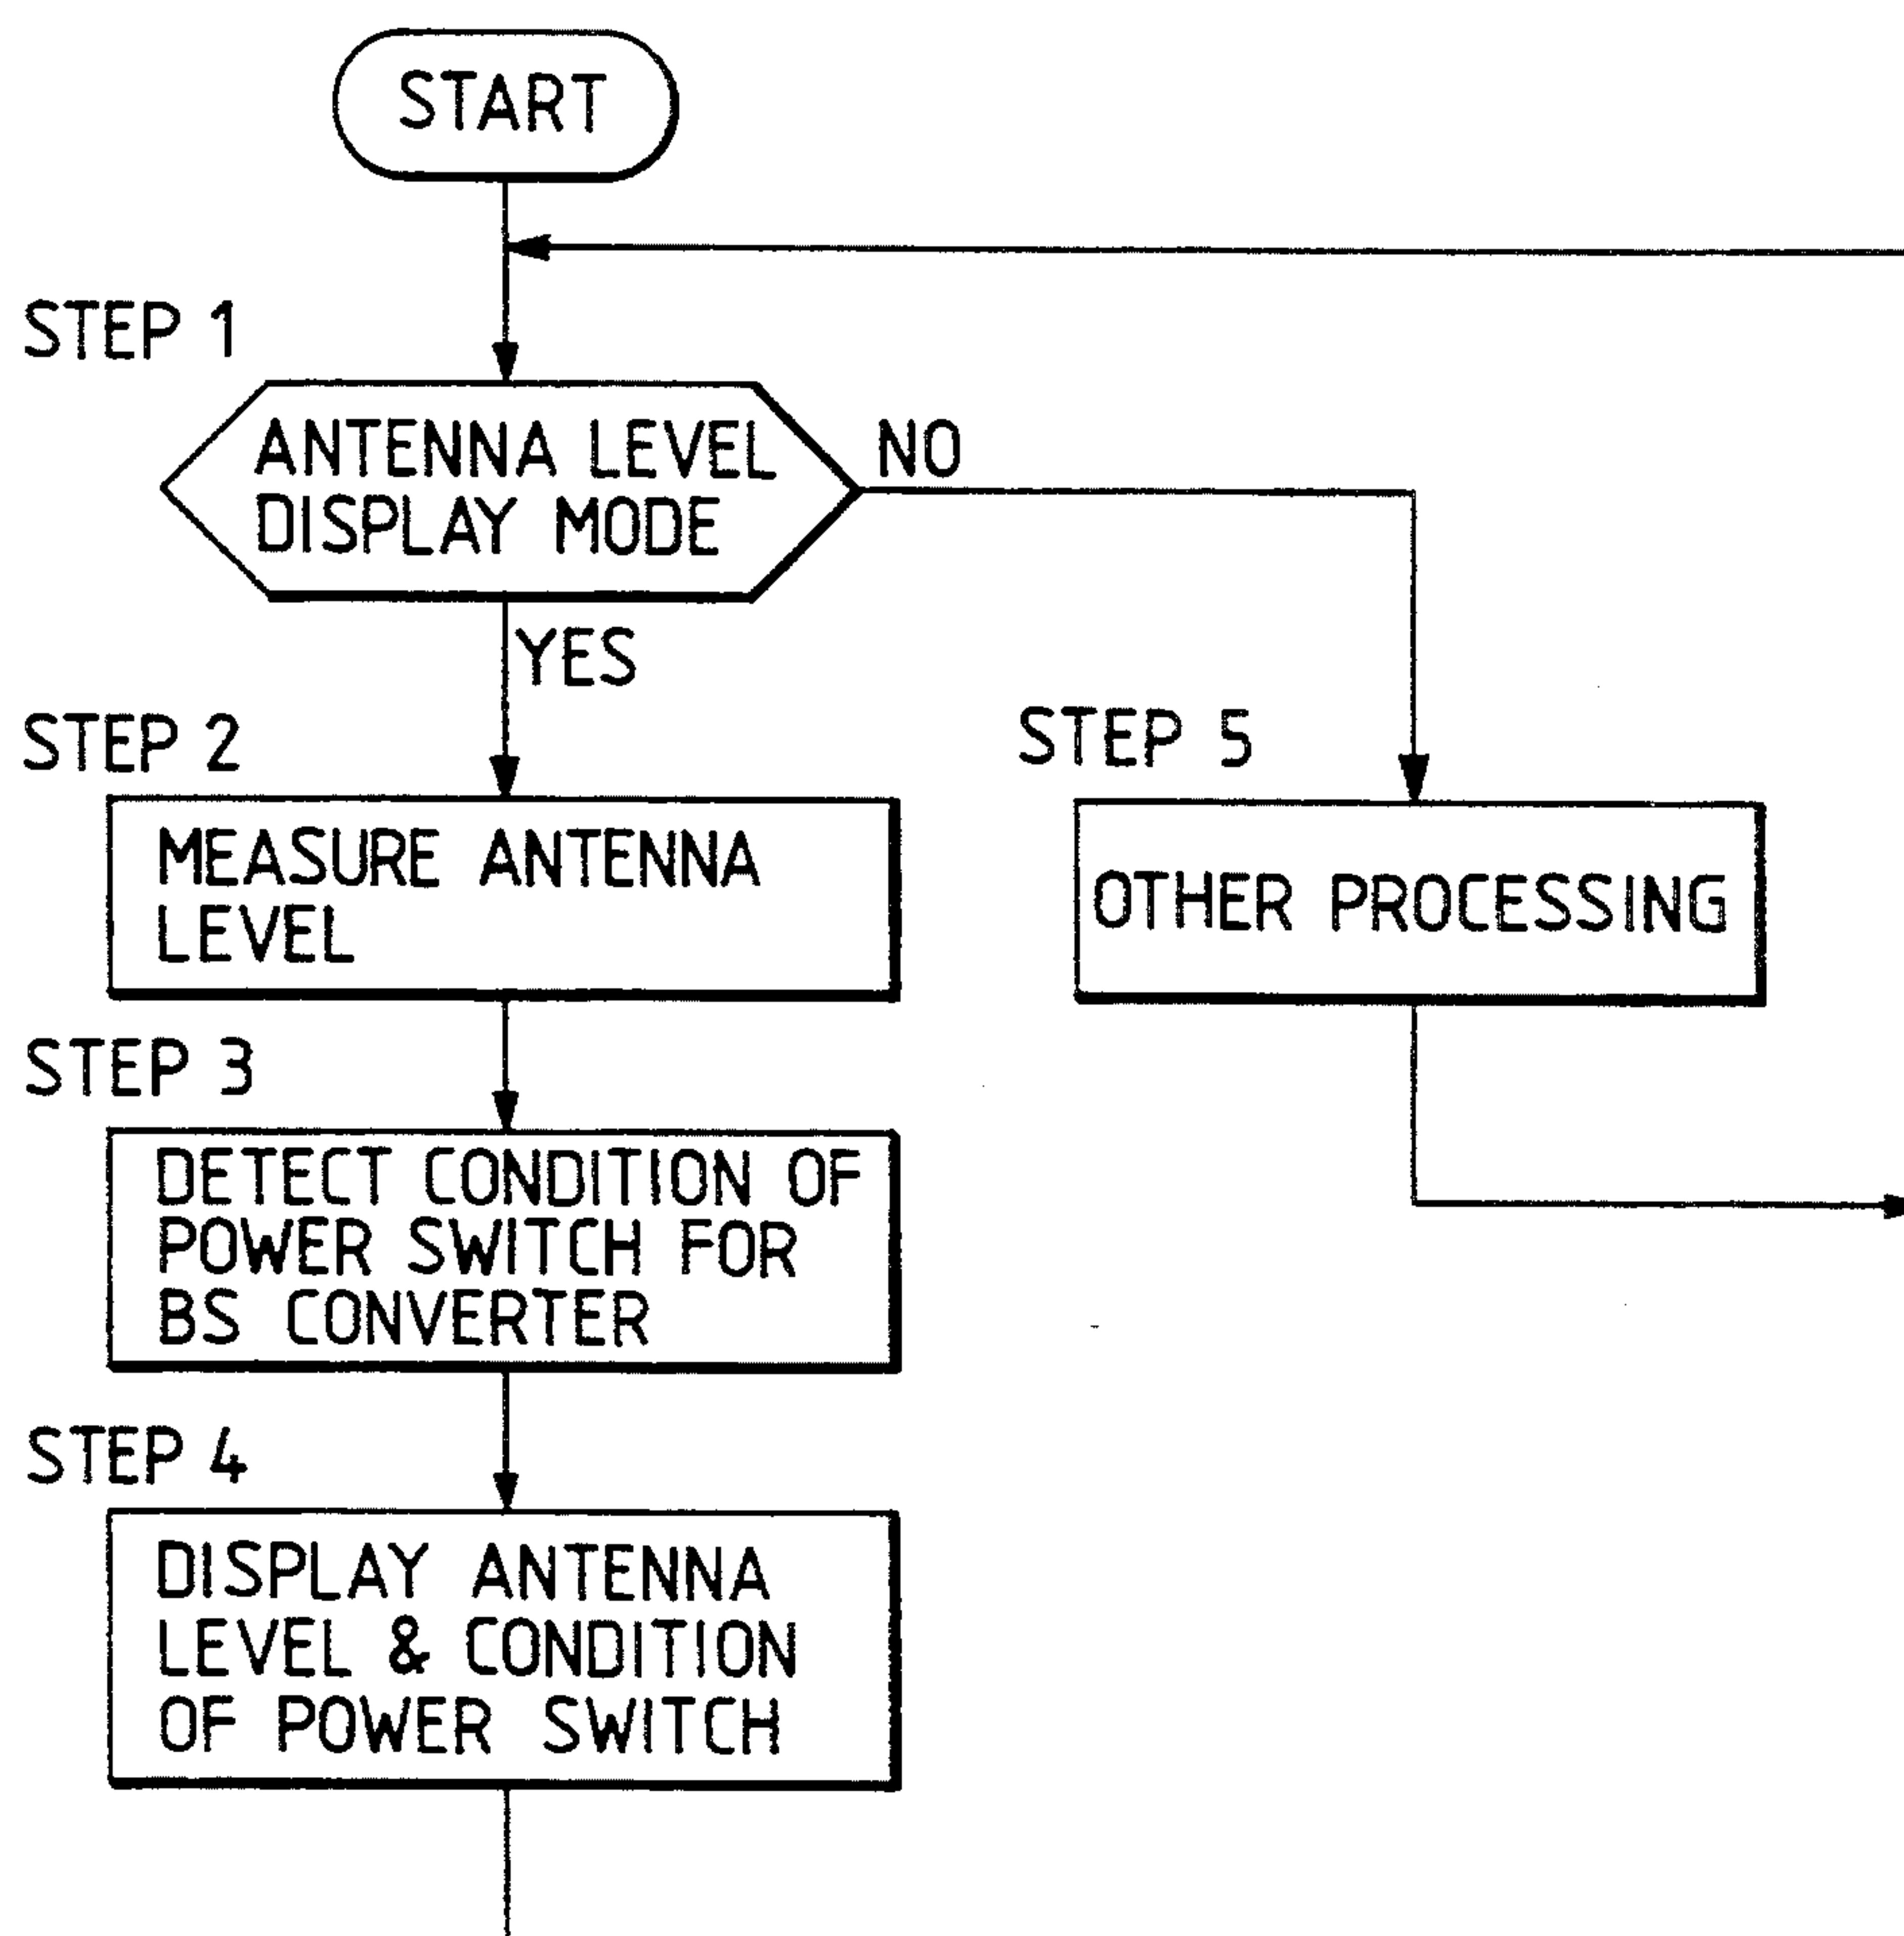 START
STEP 1
ANTENNA LEVEL
DISPLAY MODE
NO
YES
STEP 2
MEASURE ANTENNA
LEVEL
STEP 5
OTHER PROCESSING
STEP 3
DETECT CONDITION OF
POWER SWITCH FOR
BS CONVERTER
STEP 4
DISPLAY ANTENNA
LEVEL & CONDITION
OF POWER SWITCH